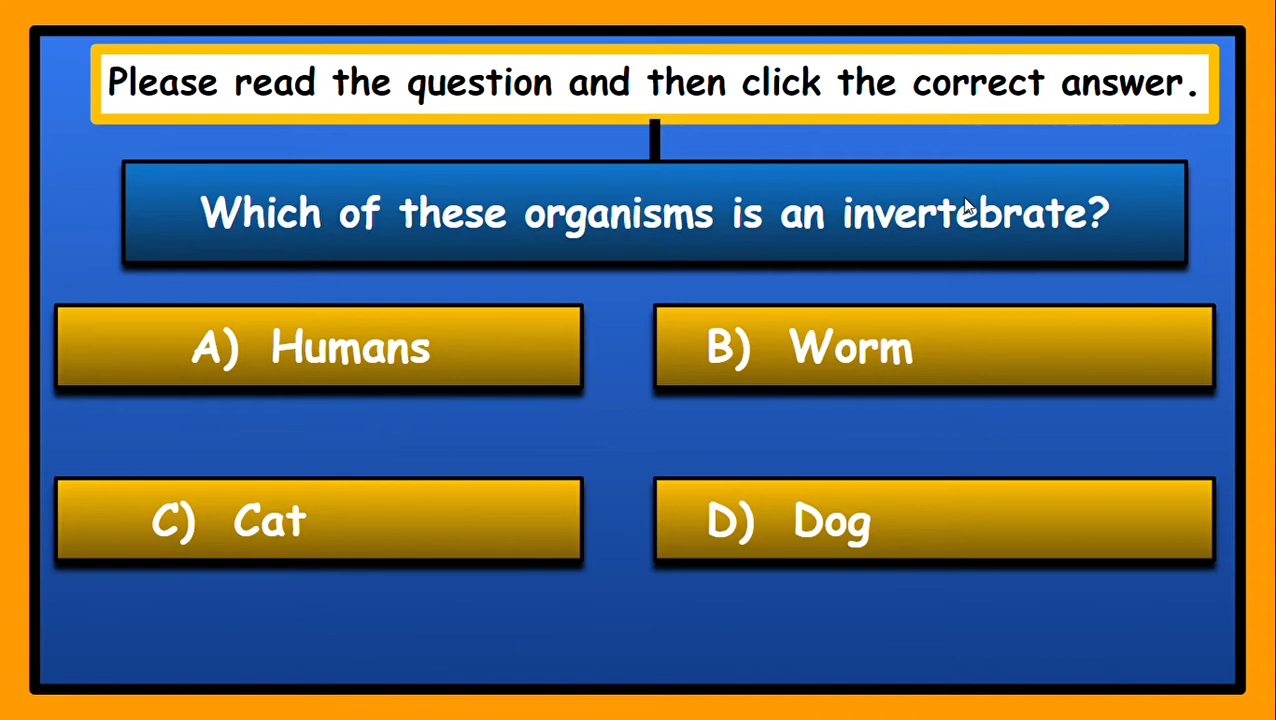 Please read the question and then click the correct answer.
Which of these organisms is an invertebrate?
A) Humans
B) Worm
C) Cat
D) Dog